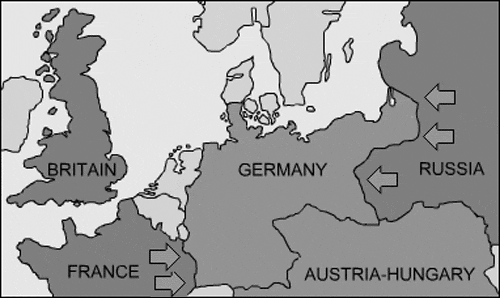 BRITAIN
GERMANY
RUSSIA
FRANCE
AUSTRIA-HUNGARY